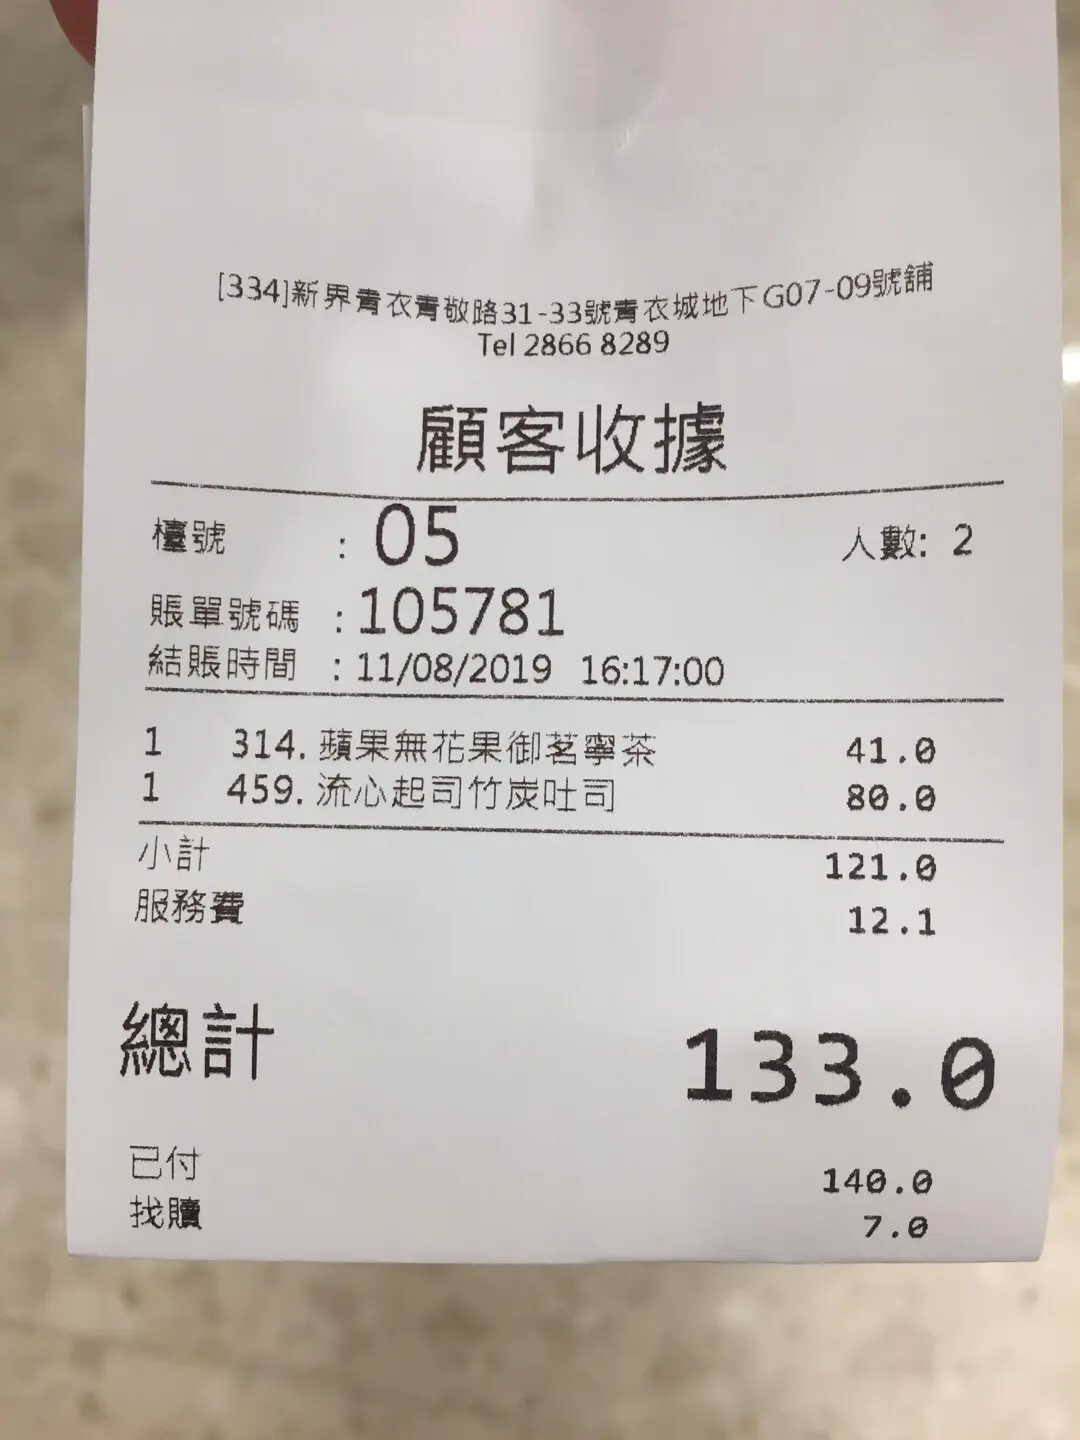 [334]新界青衣青敬路31-33號青衣城地下G07-09號舖
Tel 2866 8289
顧客收據
檯號 : 05 人數: 2
賬單號碼 : 105781
結賬時間 : 11/08/2019 16:17:00
1 314. 蘋果無花果御茗寧茶 41.0
1 459. 流心起司竹炭吐司 80.0
小計 121.0
服務費 12.1
總計 133.0
已付 140.0
找贖 7.0